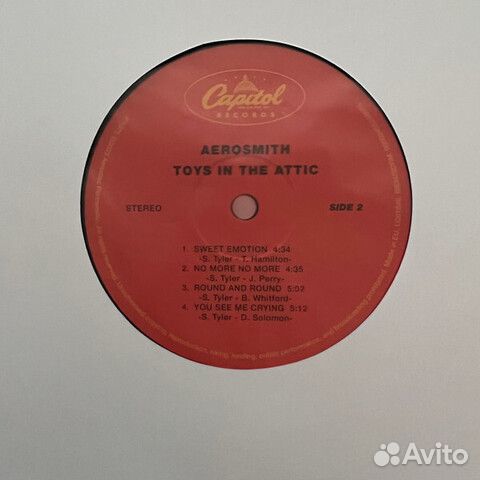 Capitol
RECORDS
AEROSMITH
TOYS IN THE ATTIC
STEREO
SIDE 2
1. SWEET EMOTION 4:34
-S. Tyler - T. Hamilton-
2. NO MORE NO MORE 4:35
-S. Tyler - J. Perry-
3. ROUND AND ROUND 5:02
-S. Tyler - B. Whitford-
4. YOU SEE ME CRYING 5:12
-S. Tyler - D. Solomon-
Avito